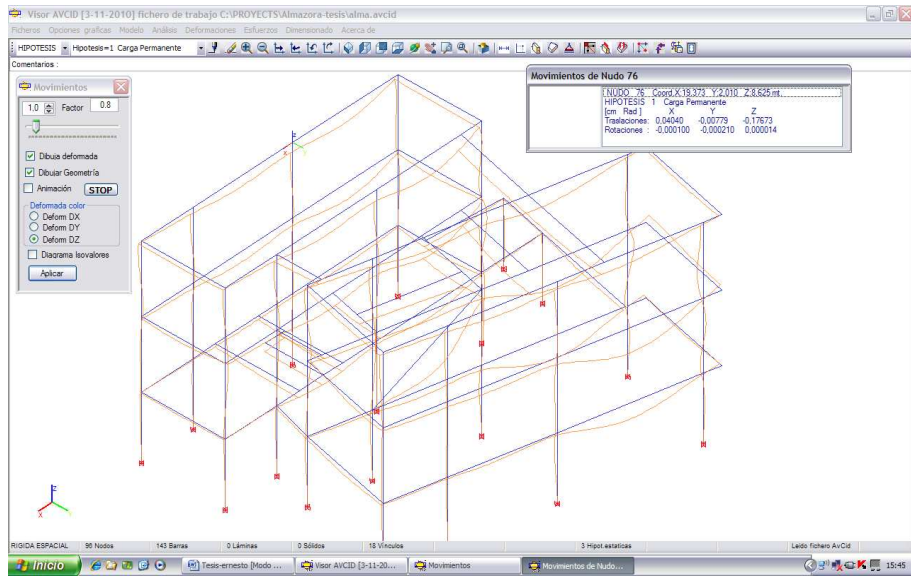 Visor AVCID [3-11-2010] fichero de trabajo C:\PROYECTS\Almazora-tesis\alma.avcid
Ficheros Opciones graficas Modelo Análisis Deformaciones Esfuerzos Dimensionado Acerca de
HIPOTESIS Hipotesis=1 Carga Permanente
Comentarios :
Movimientos
1,0 Factor 0.8
Dibuja deformada
Dibujar Geometría
Animación STOP
Deformada color
Deform DX
Deform DY
Deform DZ
Diagrama Isovalores
Aplicar
Movimientos de Nudo 76
NUDO 76 Coord.X:19,373 Y:2,010 Z:8,625 mt.
HIPOTESIS 1 Carga Permanente
[cm Rad ] X Y Z
Traslaciones: 0.04040 -0.00779 -0.17673
Rotaciones : -0.000100 -0.000210 0.000014
z
x
Z
X
RIGIDA ESPACIAL 96 Nodos 143 Barras 0 Láminas 0 Sólidos 18 Vínculos 3 Hipot.estaticas Leido fichero AvCid
Inicio Tesis-ernesto [Modo ... Visor AVCID [3-11-20... Movimientos Movimientos de Nudo... 15:45